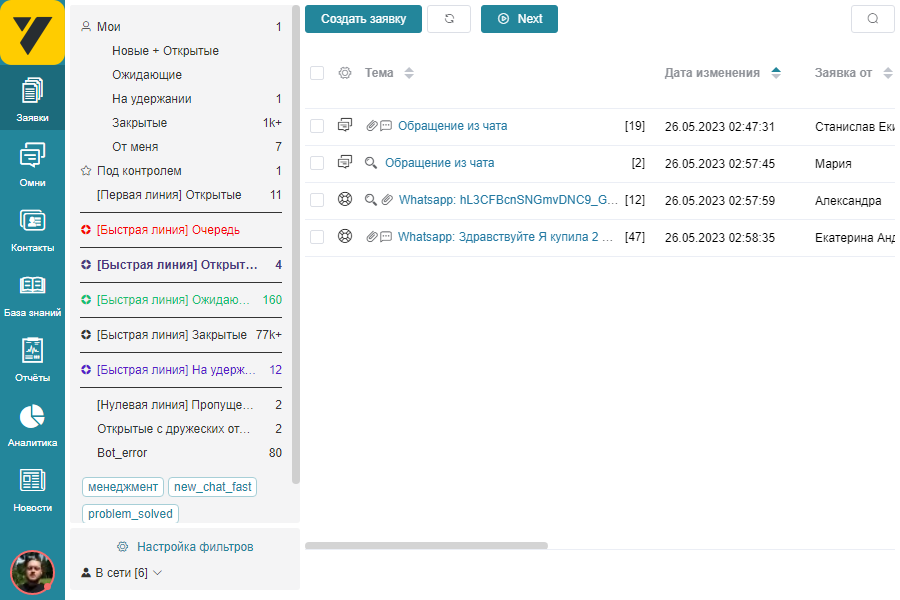 Заявки
Омни
Контакты
База знаний
Отчёты
Аналитика
Новости
Мои 1
Новые + Открытые
Ожидающие
На удержании 1
Закрытые 1k+
От меня 7
Под контролем 1
[Первая линия] Открытые 11
[Быстрая линия] Очередь
[Быстрая линия] Открыт... 4
[Быстрая линия] Ожидаю... 160
[Быстрая линия] Закрытые 77k+
[Быстрая линия] На удерж... 12
[Нулевая линия] Пропуще... 2
Открытые с дружеских от... 2
Bot_error 80
менеджмент new_chat_fast
problem_solved
Настройка фильтров
В сети [6]
Создать заявку Next
Тема Дата изменения Заявка от
Обращение из чата [19] 26.05.2023 02:47:31 Станислав Еки
Обращение из чата [2] 26.05.2023 02:57:45 Мария
Whatsapp: hL3CFBcnSNGmvDNC9_G... [12] 26.05.2023 02:57:59 Александра
Whatsapp: Здравствуйте Я купила 2 ... [47] 26.05.2023 02:58:35 Екатерина Анд